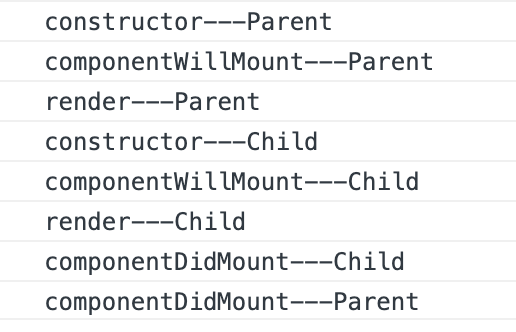 constructor---Parent
componentWillMount---Parent
render---Parent
constructor---Child
componentWillMount---Child
render---Child
componentDidMount---Child
componentDidMount---Parent